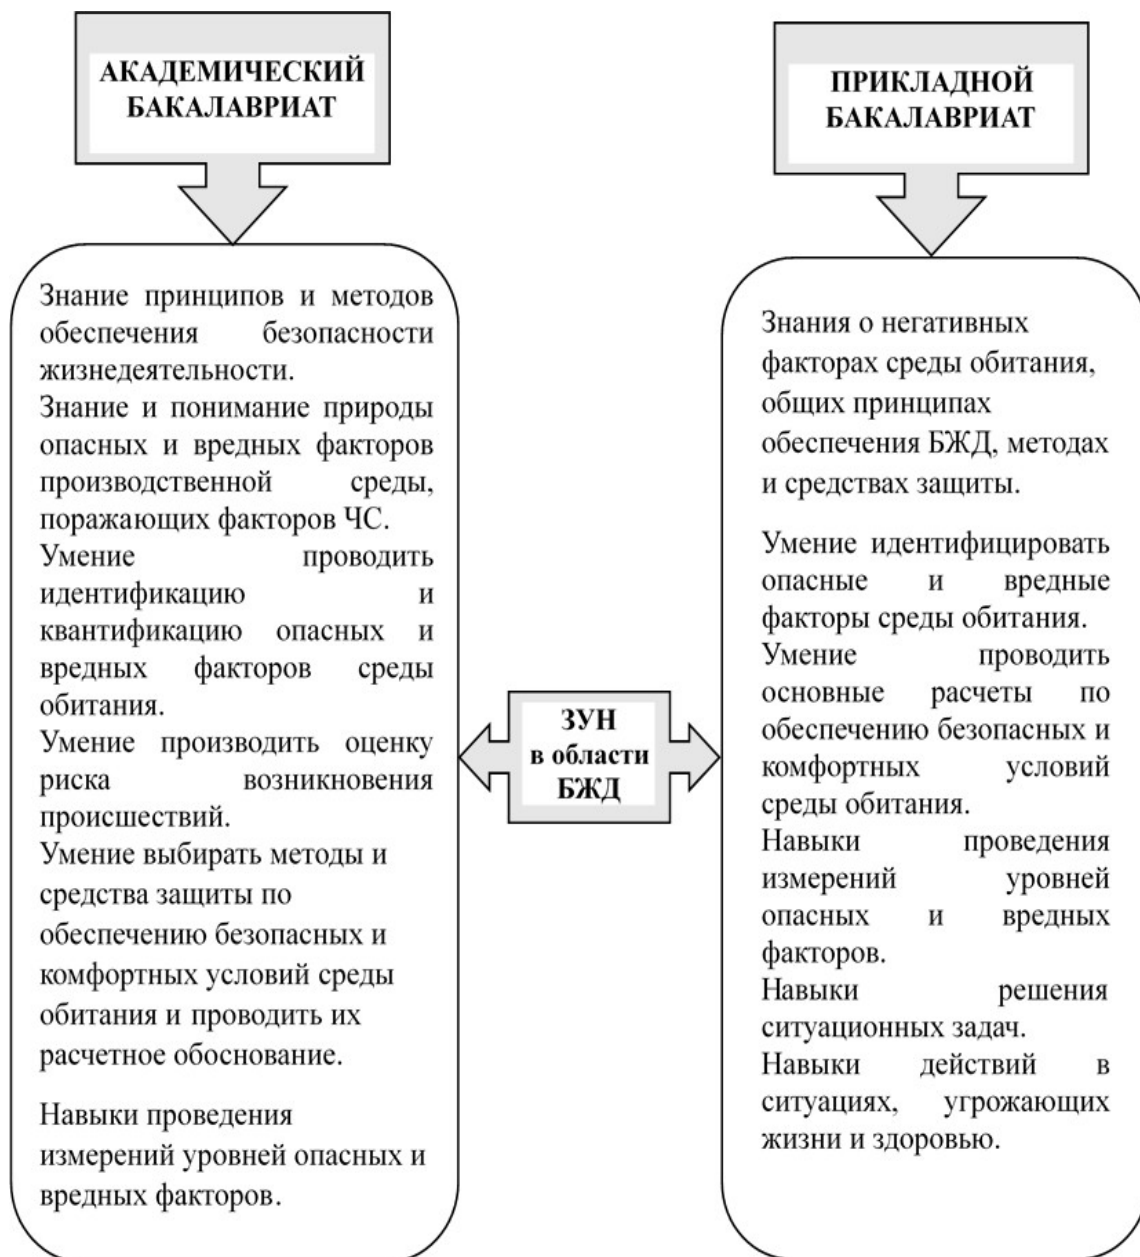 АКАДЕМИЧЕСКИЙ
БАКАЛАВРИАТ
Знание принципов и методов
обеспечения безопасности
жизнедеятельности.
Знание и понимание природы
опасных и вредных факторов
производственной среды,
поражающих факторов ЧС.
Умение проводить
идентификацию и
квантификацию опасных и
вредных факторов среды
обитания.
Умение производить оценку
риска возникновения
происшествий.
Умение выбирать методы и
средства защиты по
обеспечению безопасных и
комфортных условий среды
обитания и проводить их
расчетное обоснование.
Навыки проведения
измерений уровней опасных и
вредных факторов.
ЗУН
в области
БЖД
ПРИКЛАДНОЙ
БАКАЛАВРИАТ
Знания о негативных
факторах среды обитания,
общих принципах
обеспечения БЖД, методах
и средствах защиты.
Умение идентифицировать
опасные и вредные
факторы среды обитания.
Умение проводить
основные расчеты по
обеспечению безопасных и
комфортных условий
среды обитания.
Навыки проведения
измерений уровней
опасных и вредных
факторов.
Навыки решения
ситуационных задач.
Навыки действий в
ситуациях, угрожающих
жизни и здоровью.